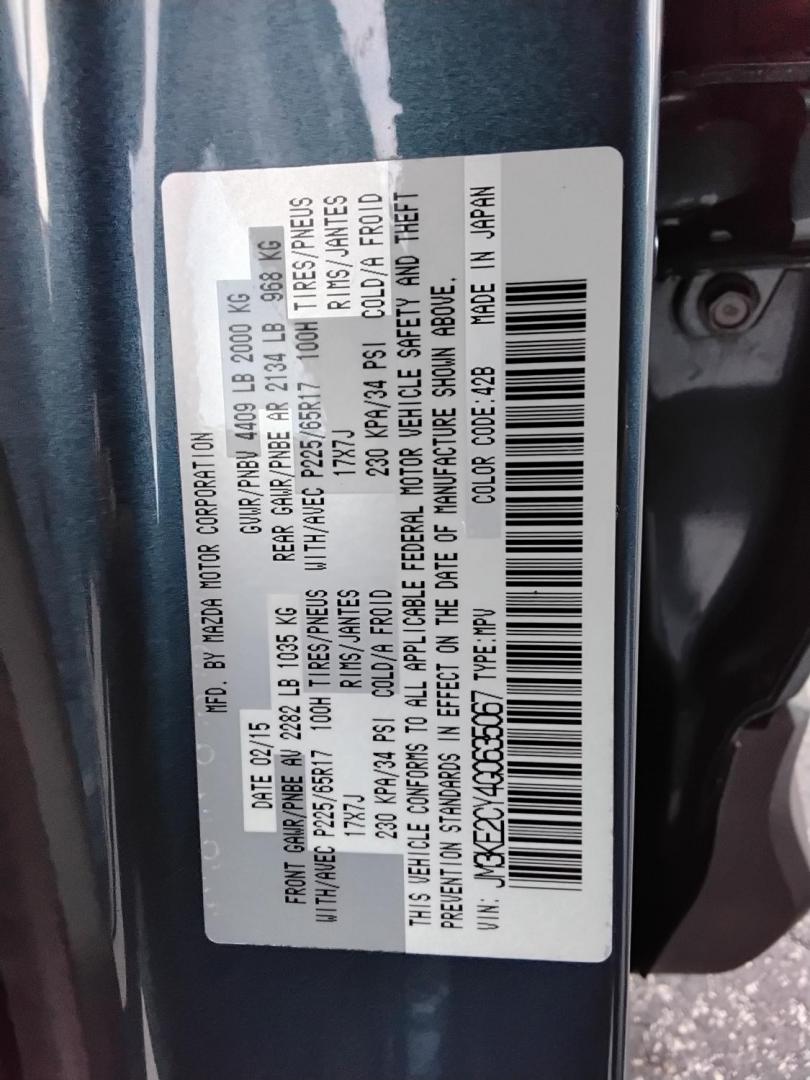 MFD. BY MAZDA MOTOR CORPORATION
DATE 02/15 GVWR/PNBV 4409 LB 2000 KG
FRONT GAWR/PNBE AV 2282 LB 1035 KG REAR GAWR/PNBE AR 2134 LB 968 KG
WITH/AVEC P225/65R17 100H TIRES/PNEUS WITH/AVEC P225/65R17 100H TIRES/PNEUS
17X7J RIMS/JANTES 17X7J RIMS/JANTES
230 KPA/34 PSI COLD/A FROID 230 KPA/34 PSI COLD/A FROID
THIS VEHICLE CONFORMS TO ALL APPLICABLE FEDERAL MOTOR VEHICLE SAFETY AND THEFT
PREVENTION STANDARDS IN EFFECT ON THE DATE OF MANUFACTURE SHOWN ABOVE.
VIN: JM3KE2CY4G0635067 TYPE:MPV COLOR CODE:42B MADE IN JAPAN